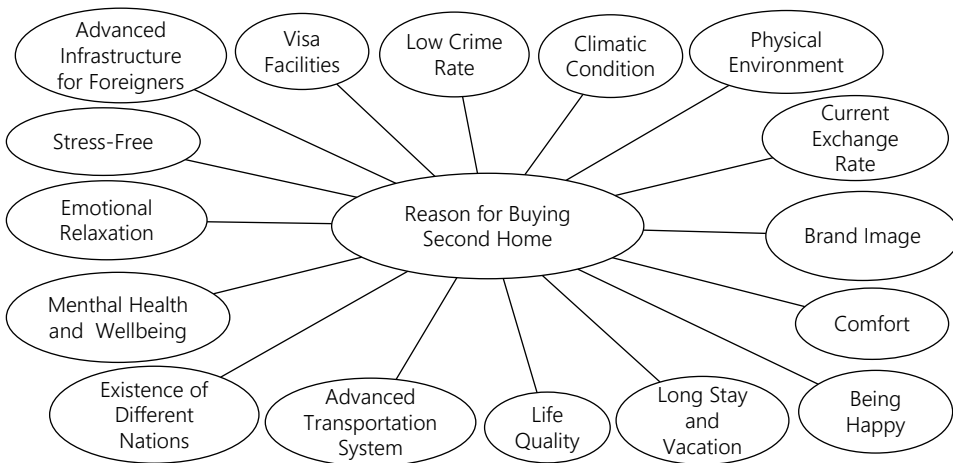 Advanced
Infrastructure
for Foreigners
Visa
Facilities
Low Crime
Rate
Climatic
Condition
Physical
Environment
Stress-Free
Current
Exchange
Rate
Emotional
Relaxation
Reason for Buying
Second Home
Brand Image
Menthal Health
and Wellbeing
Comfort
Existence of
Different
Nations
Advanced
Transportation
System
Life
Quality
Long Stay
and
Vacation
Being
Happy